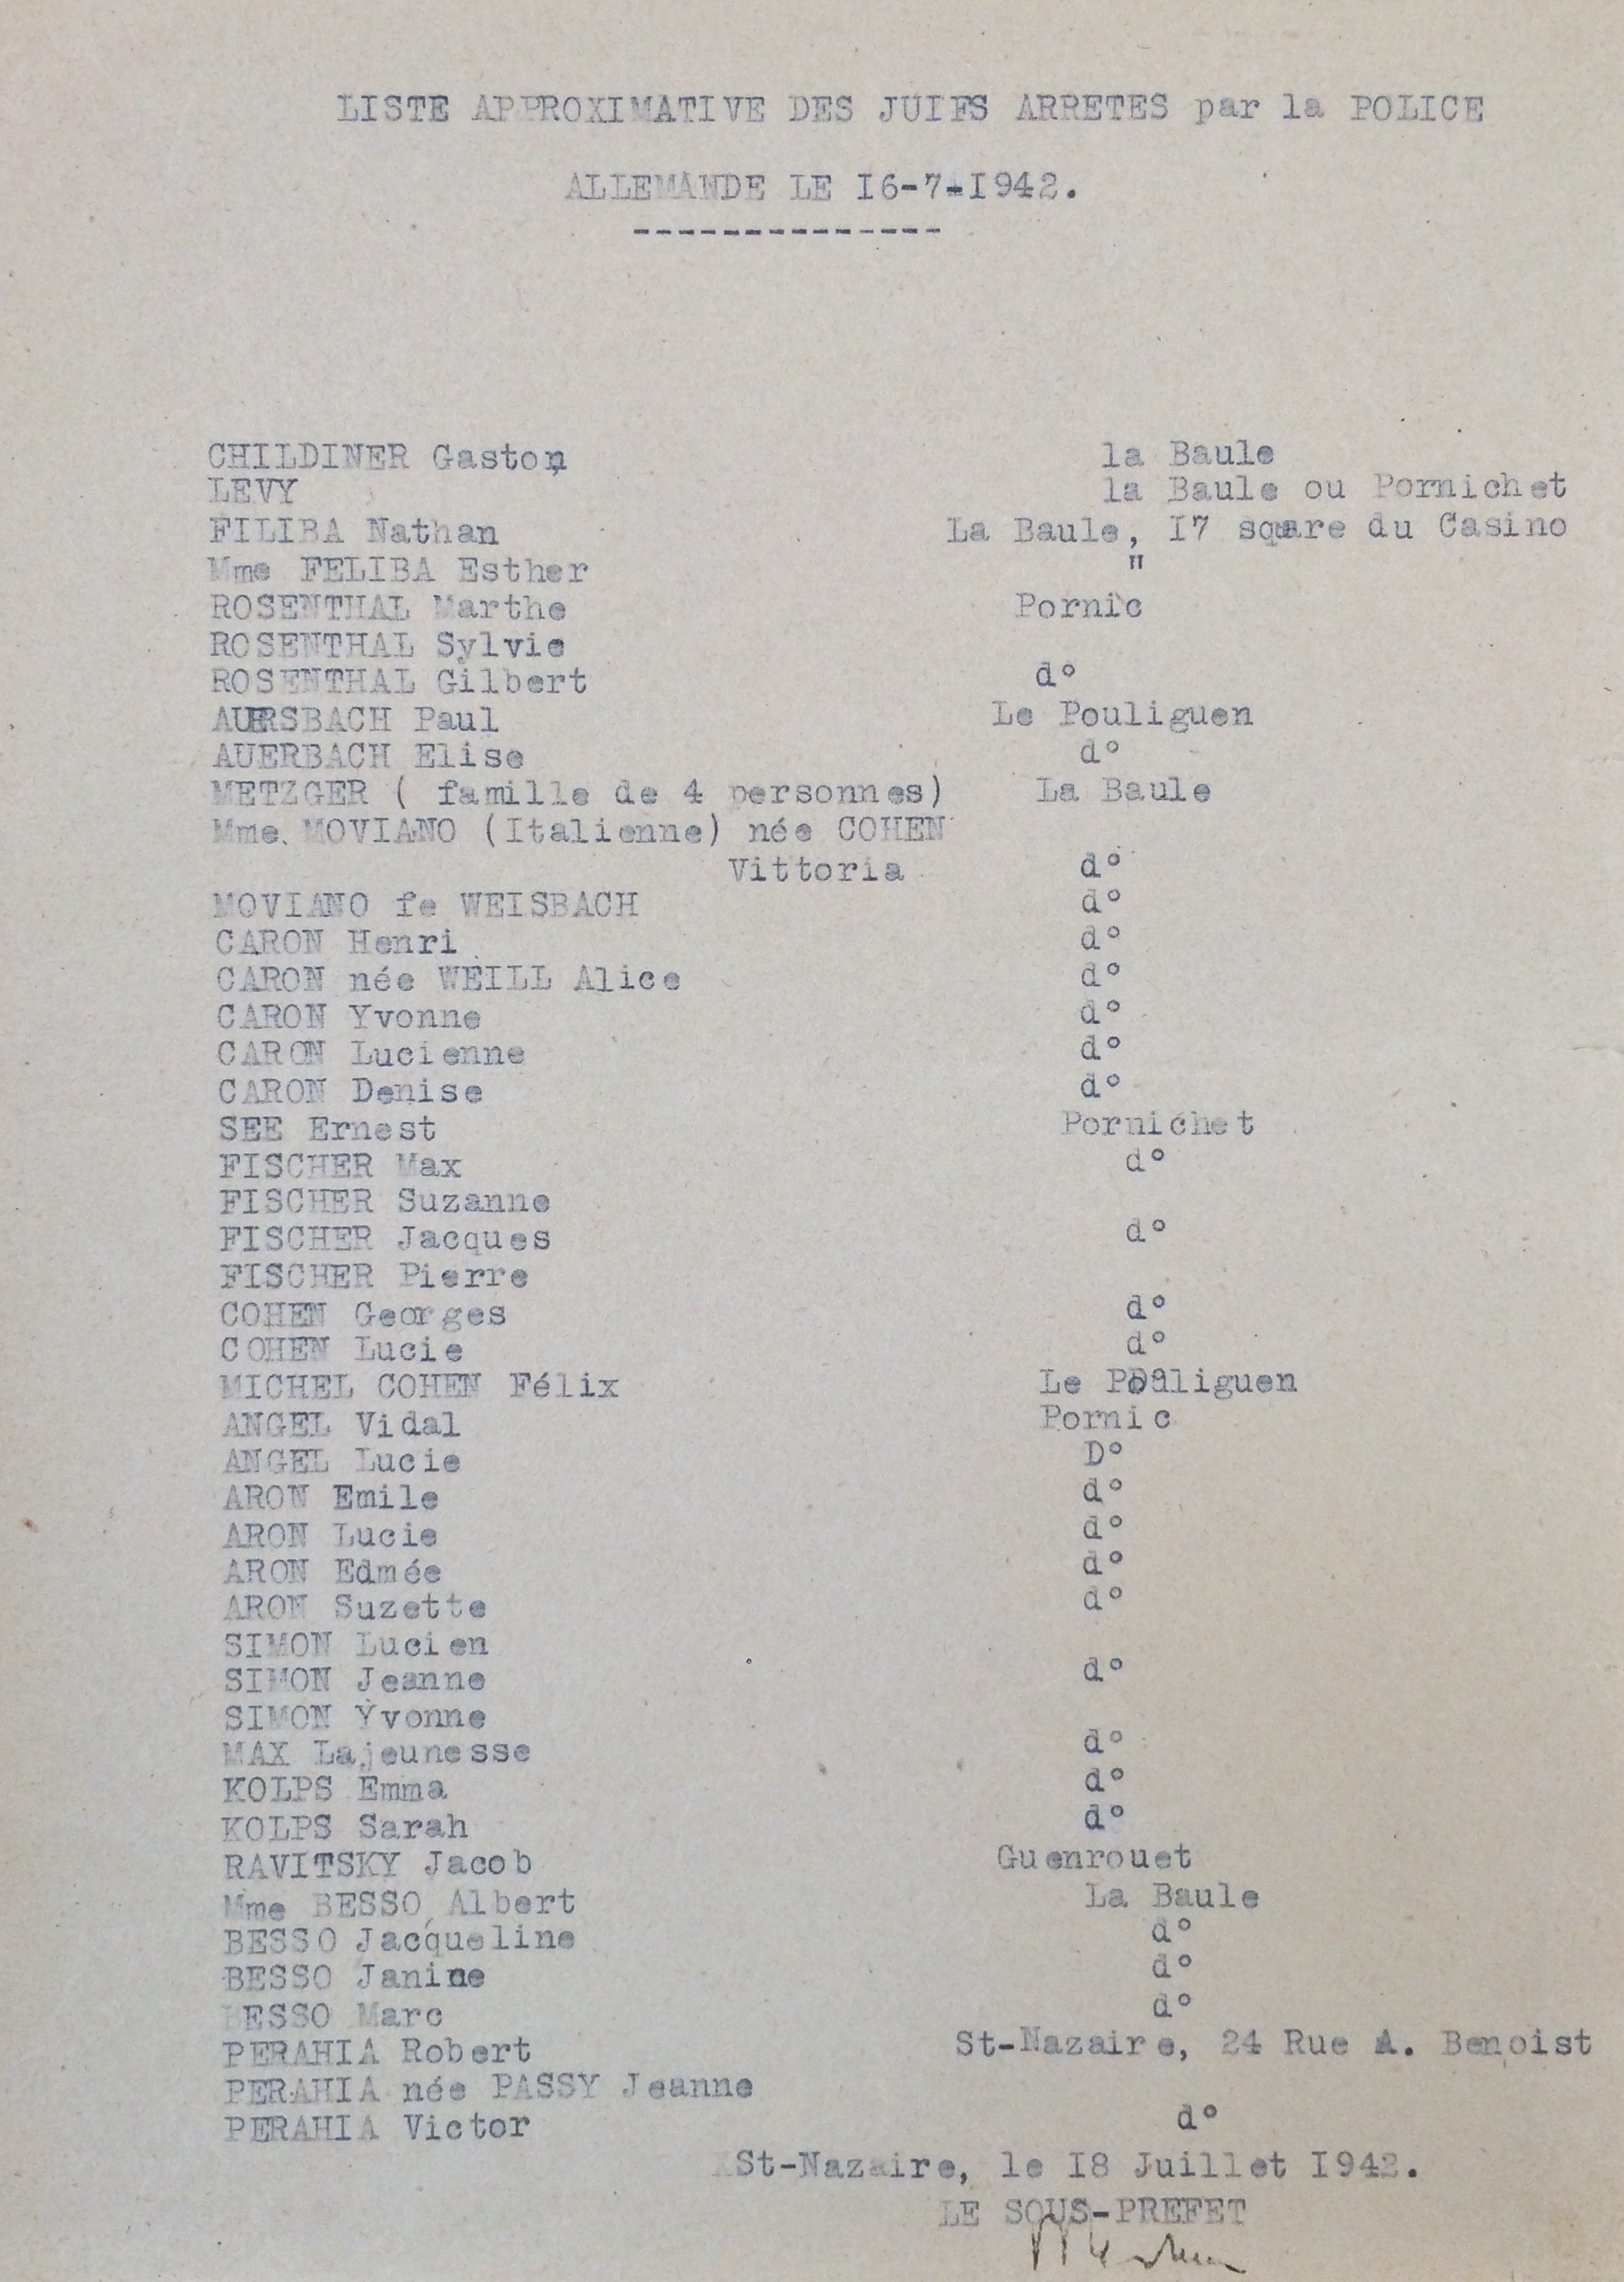 LISTE APPROXIMATIVE DES JUIFS ARRETES par la POLICE
ALLEMANDE LE I6-7-I942.
---------------
CHILDINER Gaston la Baule
LEVY la Baule ou Pornichet
FILIBA Nathan La Baule, I7 square du Casino
Mme FELIBA Esther "
ROSENTHAL Marthe Pornic
ROSENTHAL Sylvie
ROSENTHAL Gilbert d°
AUERSBACH Paul Le Pouliguen
AUERBACH Elise d°
METZGER ( famille de 4 personnes) La Baule
Mme. MOVIANO (Italienne) née COHEN
Vittoria d°
MOVIANO fe WEISBACH d°
CARON Henri d°
CARON née WEILL Alice d°
CARON Yvonne d°
CARON Lucienne d°
CARON Denise d°
SEE Ernest Pornichet
FISCHER Max d°
FISCHER Suzanne
FISCHER Jacques d°
FISCHER Pierre
COHEN Georges d°
COHEN Lucie d°
MICHEL COHEN Félix Le Pouliguen
ANGEL Vidal Pornic
ANGEL Lucie D°
ARON Emile d°
ARON Lucie d°
ARON Edmée d°
ARON Suzette d°
SIMON Lucien
SIMON Jeanne d°
SIMON Yvonne
MAX Lajeunesse d°
KOLPS Emma d°
KOLPS Sarah d°
RAVITSKY Jacob Guenrouet
Mme BESSO Albert La Baule
BESSO Jacqueline d°
BESSO Janine d°
BESSO Marc d°
PERAHIA Robert St-Nazaire, 24 Rue A. Benoist
PERAHIA née PASSY Jeanne
PERAHIA Victor d°
St-Nazaire, le I8 Juillet I942.
LE SOUS-PREFET